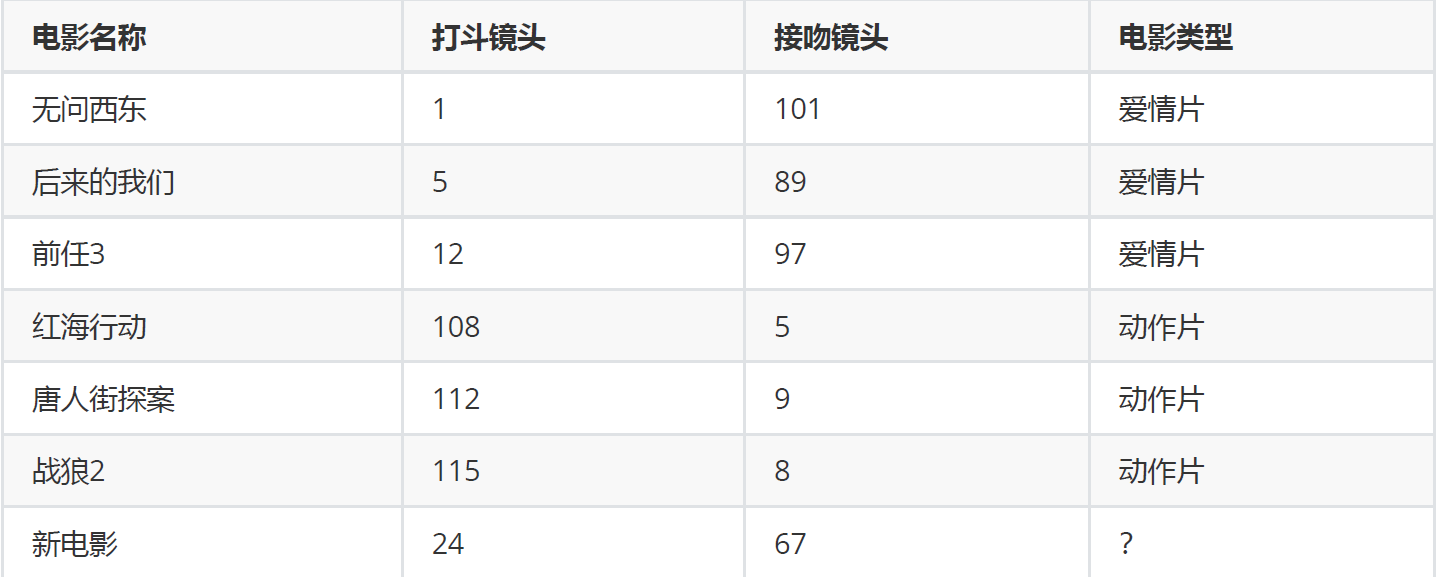 电影名称 打斗镜头 接吻镜头 电影类型
无问西东 1 101 爱情片
后来的我们 5 89 爱情片
前任3 12 97 爱情片
红海行动 108 5 动作片
唐人街探案 112 9 动作片
战狼2 115 8 动作片
新电影 24 67 ？